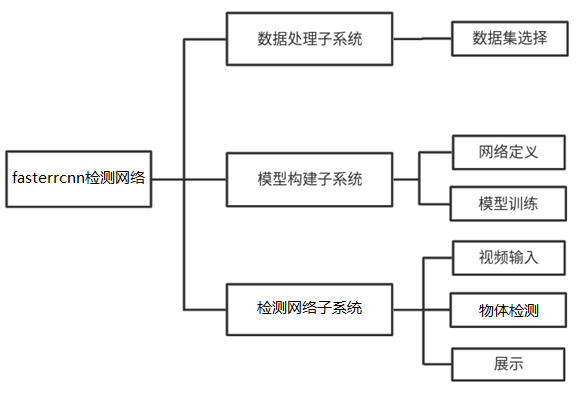 fasterrcnn检测网络
数据处理子系统
数据集选择
模型构建子系统
网络定义
模型训练
检测网络子系统
视频输入
物体检测
展示